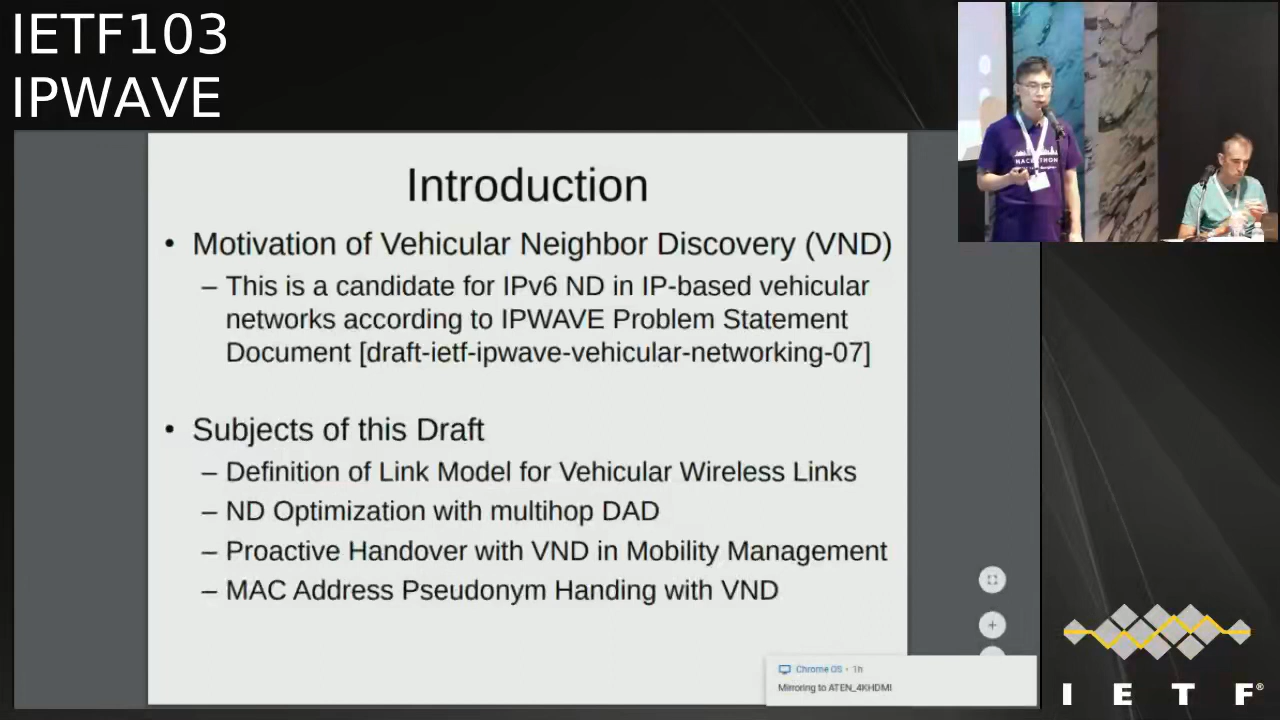 IETF103
IPWAVE
Introduction
• Motivation of Vehicular Neighbor Discovery (VND)
– This is a candidate for IPv6 ND in IP-based vehicular
networks according to IPWAVE Problem Statement
Document [draft-ietf-ipwave-vehicular-networking-07]
• Subjects of this Draft
– Definition of Link Model for Vehicular Wireless Links
– ND Optimization with multihop DAD
– Proactive Handover with VND in Mobility Management
– MAC Address Pseudonym Handing with VND
Chrome OS • 1h
Mirroring to ATEN_4KHDMI
HACKATHON
I E T F®